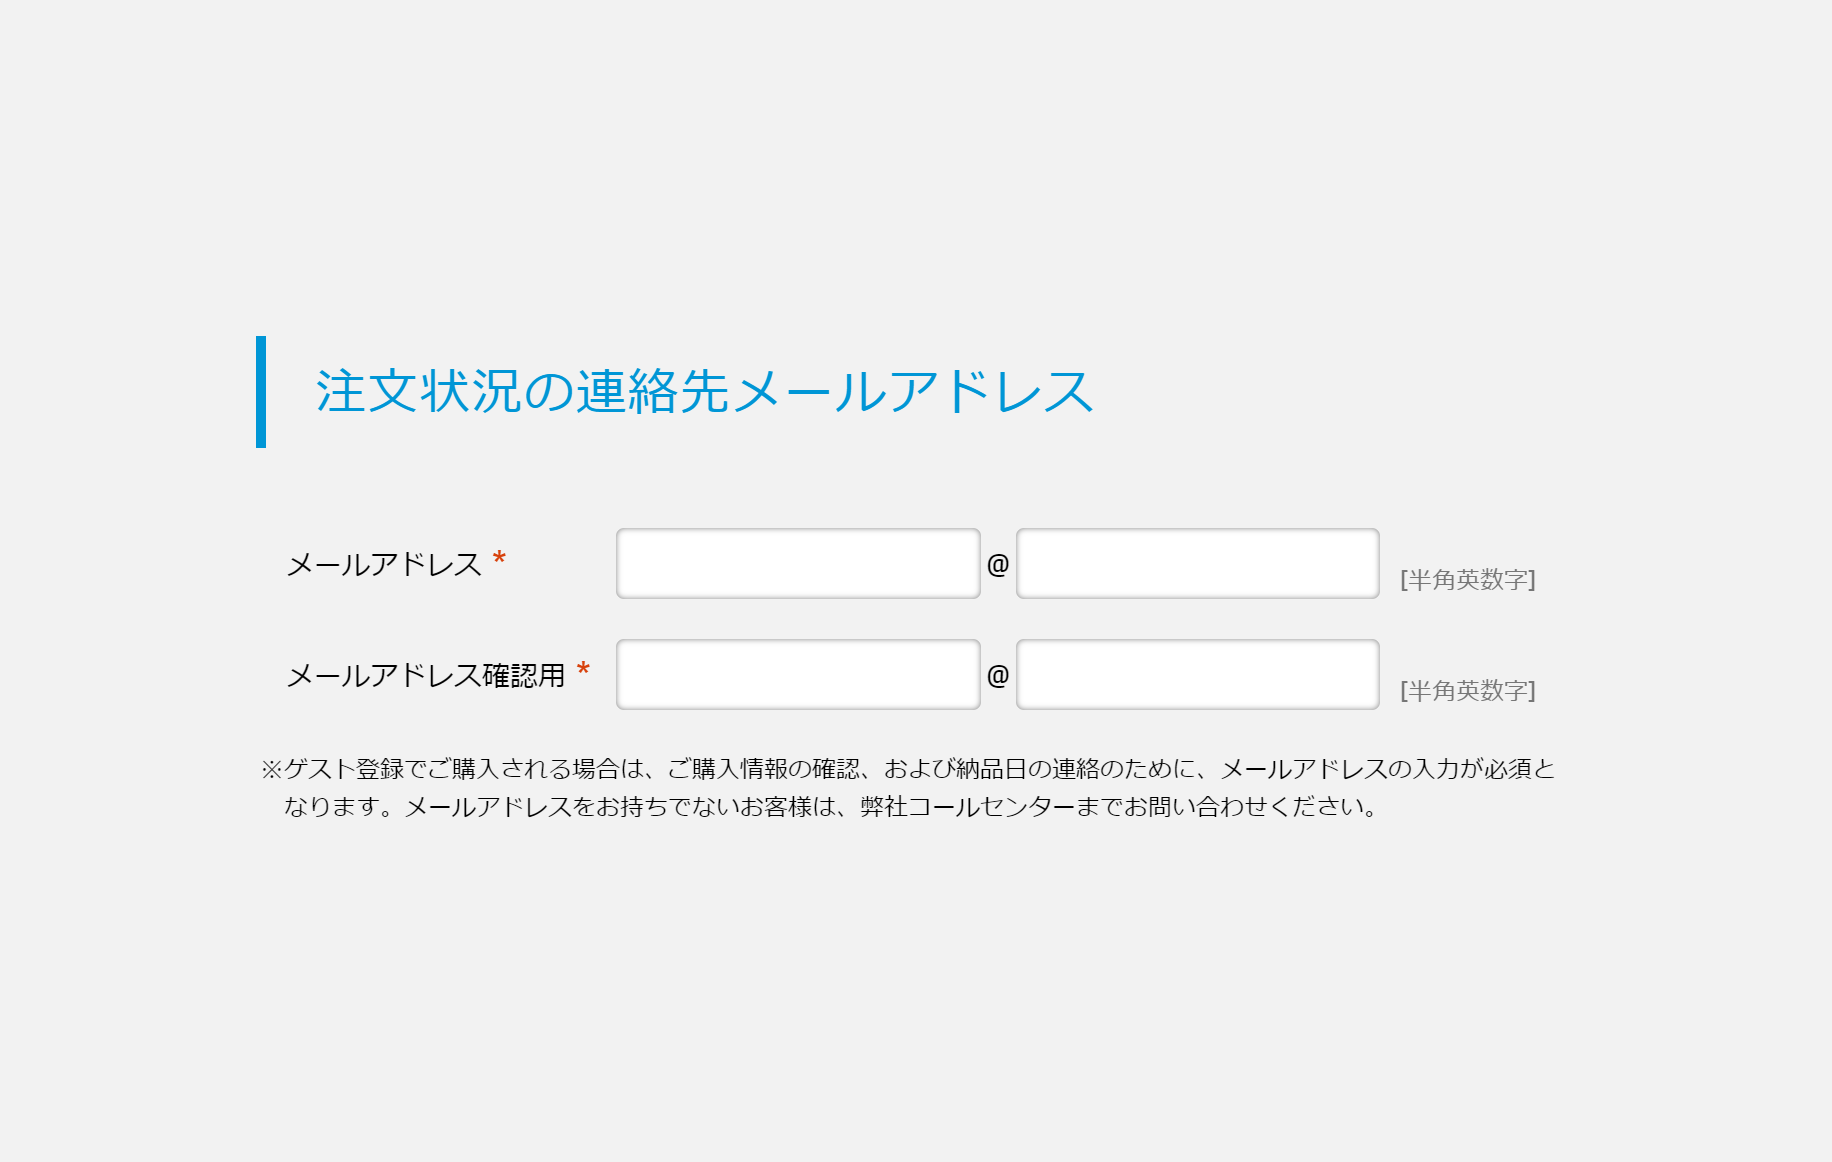 注文状況の連絡先メールアドレス
メールアドレス * @ [半角英数字]
メールアドレス確認用 * @ [半角英数字]
※ゲスト登録でご購入される場合は、ご購入情報の確認、および納品日の連絡のために、メールアドレスの入力が必須と
なります。メールアドレスをお持ちでないお客様は、弊社コールセンターまでお問い合わせください。